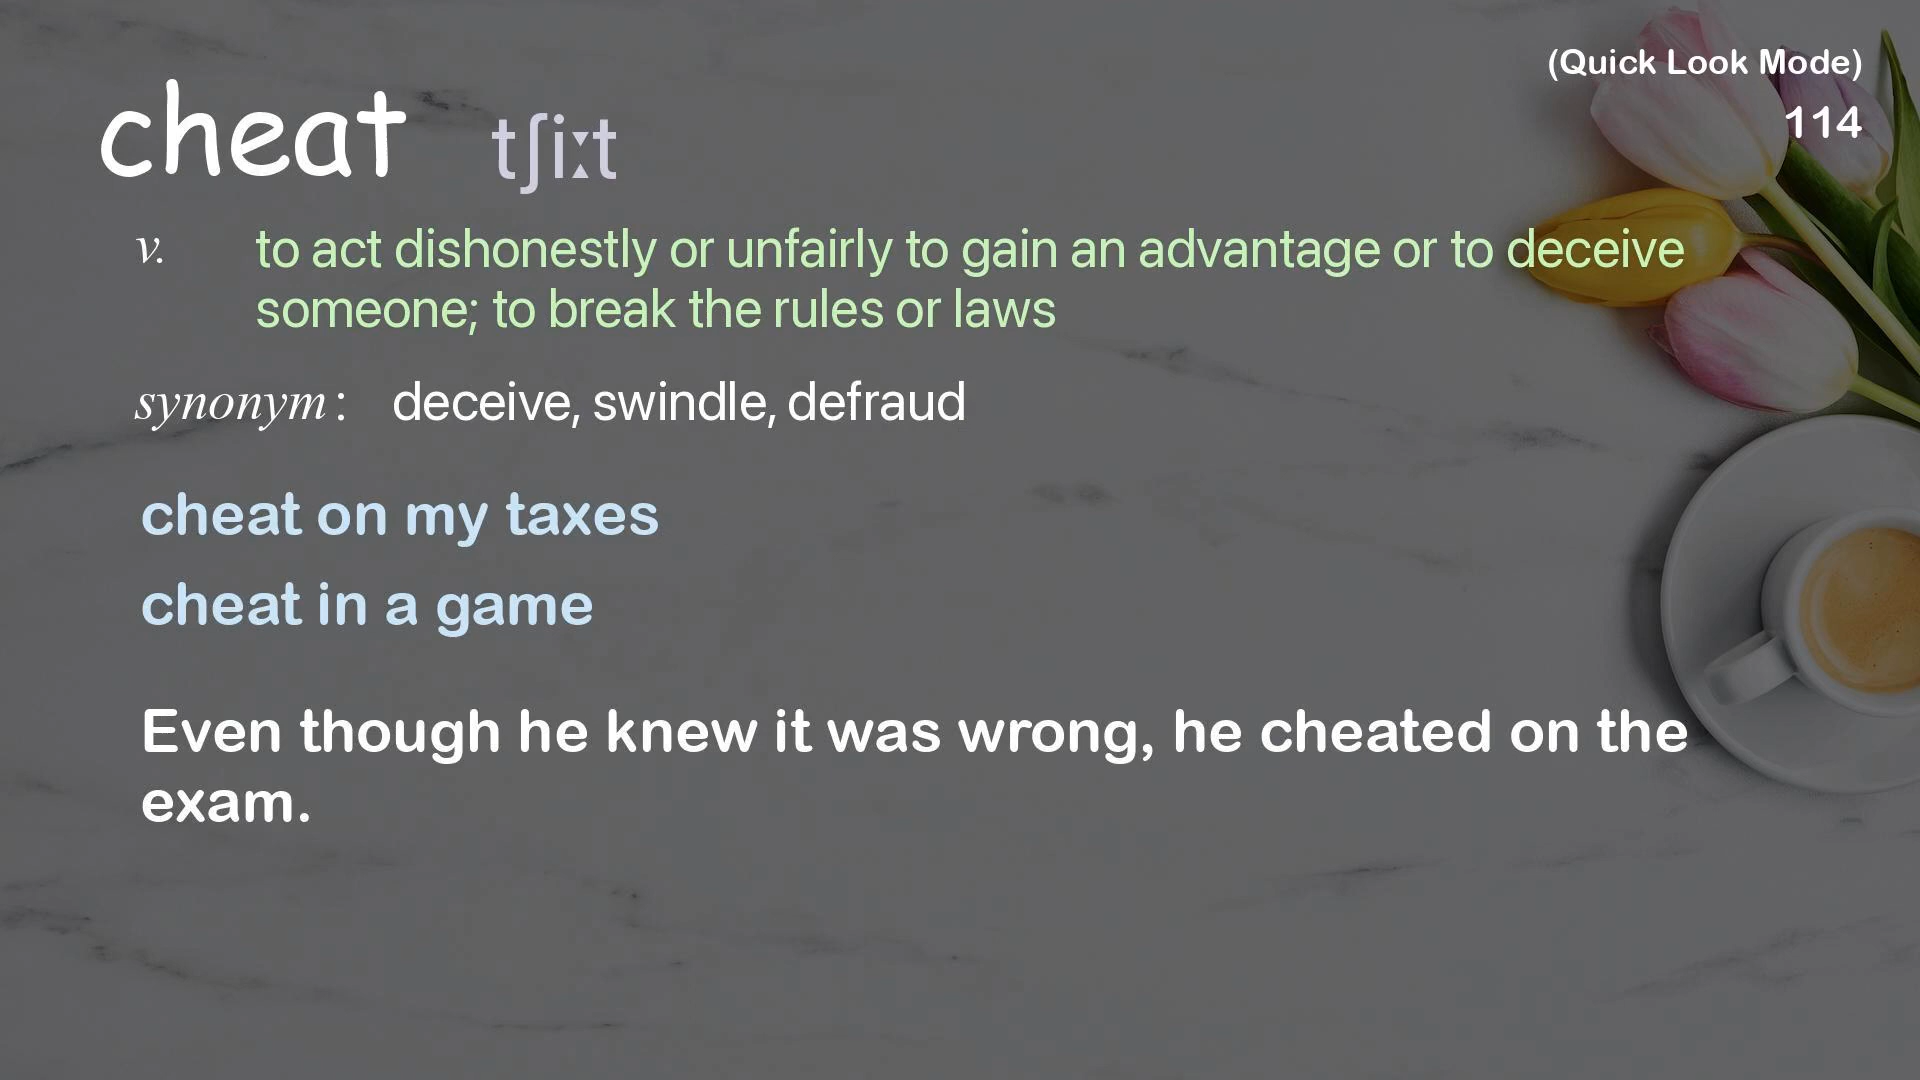 (Quick Look Mode)
114
cheat tʃiːt
v. to act dishonestly or unfairly to gain an advantage or to deceive
someone; to break the rules or laws
synonym: deceive, swindle, defraud
cheat on my taxes
cheat in a game
Even though he knew it was wrong, he cheated on the
exam.